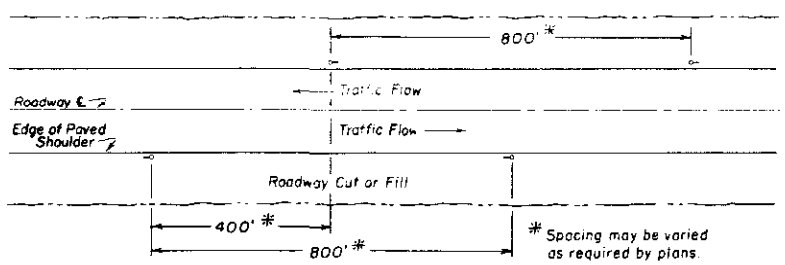 800' *
Traffic Flow
Roadway ℄
Edge of Paved
Shoulder
Traffic Flow
Roadway Cut or Fill
400' *
800' *
* Spacing may be varied
as required by plans.